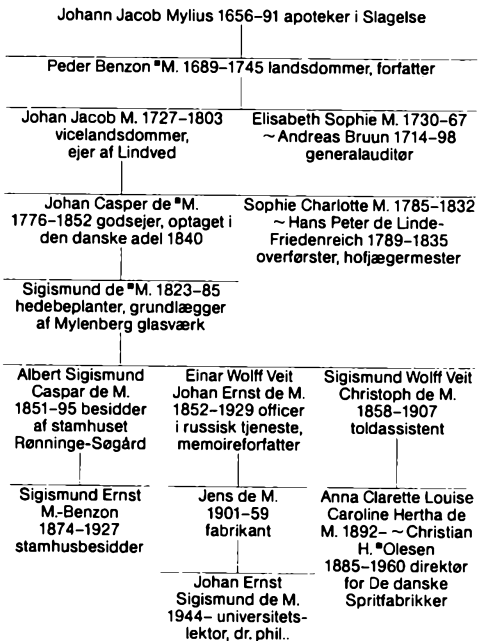 Johann Jacob Mylius 1656–91 apoteker i Slagelse
Peder Benzon ■M. 1689–1745 landsdommer, forfatter
Johan Jacob M. 1727–1803
vicelandsdommer,
ejer af Lindved
Elisabeth Sophie M. 1730–67
~Andreas Bruun 1714–98
generalauditør
Johan Casper de ■M.
1776–1852 godsejer, optaget i
den danske adel 1840
Sophie Charlotte M. 1785–1832
~Hans Peter de Linde-
Friedenreich 1789–1835
overførster, hofjægermester
Sigismund de ■M. 1823–85
hedebeplanter, grundlægger
af Mylenberg glasværk
Albert Sigismund
Caspar de M.
1851–95 besidder
af stamhuset
Rønninge-Søgård
Einar Wolff Veit
Johan Ernst de M.
1852–1929 officer
i russisk tjeneste,
memoireforfatter
Sigismund Wolff Veit
Christoph de M.
1858–1907
toldassistent
Sigismund Ernst
M.-Benzon
1874–1927
stamhusbesidder
Jens de M.
1901–59
fabrikant
Anna Clarette Louise
Caroline Hertha de
M. 1892– ~Christian
H. ■Olesen
1885–1960 direktør
for De danske
Spritfabrikker
Johan Ernst
Sigismund de M.
1944– universitets-
lektor, dr. phil..